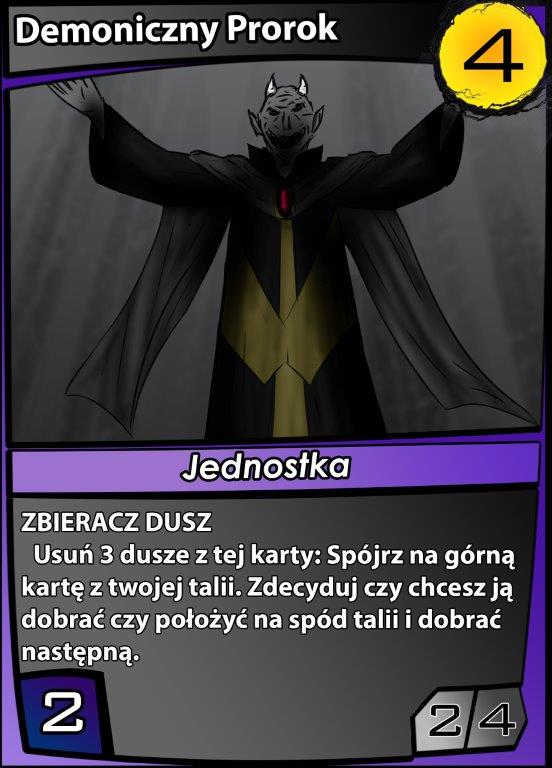 Demoniczny Prorok
4
Jednostka
ZBIERACZ DUSZ
Usuń 3 dusze z tej karty: Spójrz na górną
kartę z twojej talii. Zdecyduj czy chcesz ją
dobrać czy położyć na spód talii i dobrać
następną.
2
2 4